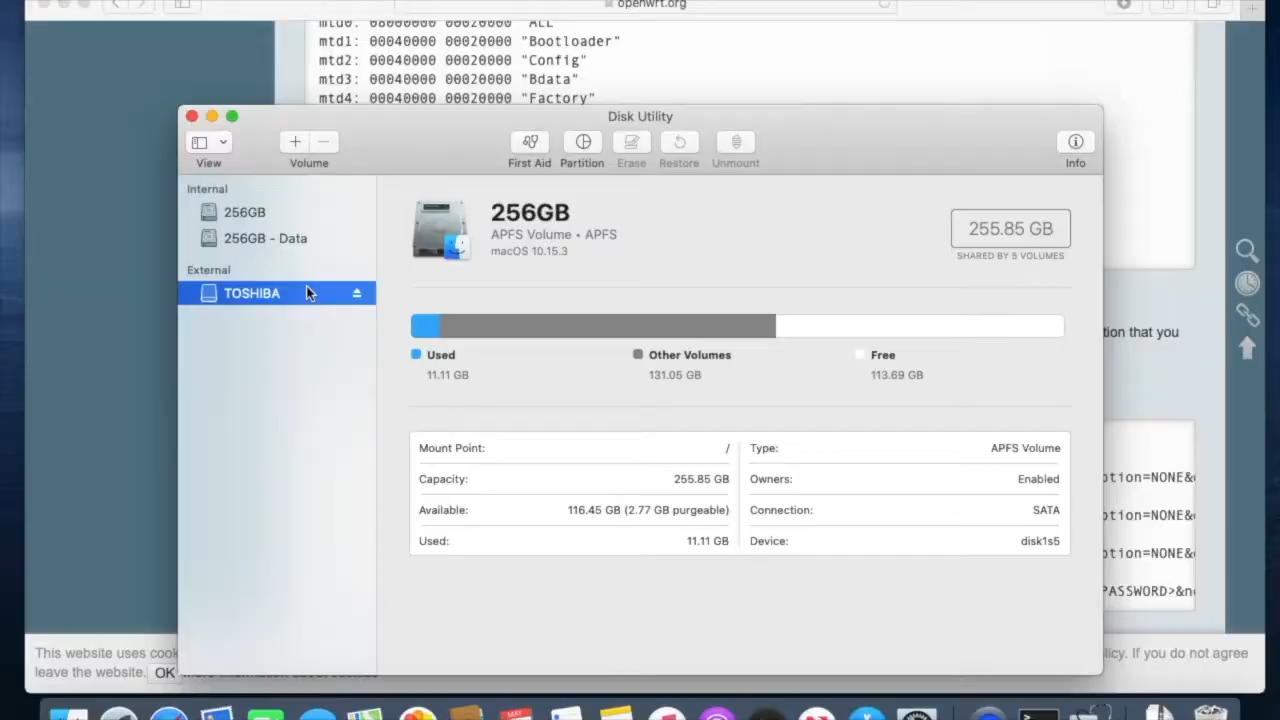 openwrt.org
mtd0: 08000000 00020000 "ALL"
mtd1: 00040000 00020000 "Bootloader"
mtd2: 00040000 00020000 "Config"
mtd3: 00040000 00020000 "Bdata"
mtd4: 00040000 00020000 "Factory"
Disk Utility
View
Volume
First Aid
Partition
Erase
Restore
Unmount
Info
Internal
256GB
256GB - Data
External
TOSHIBA
256GB
APFS Volume • APFS
macOS 10.15.3
255.85 GB
SHARED BY 5 VOLUMES
Used
11.11 GB
Other Volumes
131.05 GB
Free
113.69 GB
Mount Point: /
Capacity: 255.85 GB
Available: 116.45 GB (2.77 GB purgeable)
Used: 11.11 GB
Type: APFS Volume
Owners: Enabled
Connection: SATA
Device: disk1s5
tion that you
ption=NONE&
ption=NONE&
ption=NONE&
PASSWORD>&n
This website uses cook
licy. If you do not agree
leave the website. OK
MAY